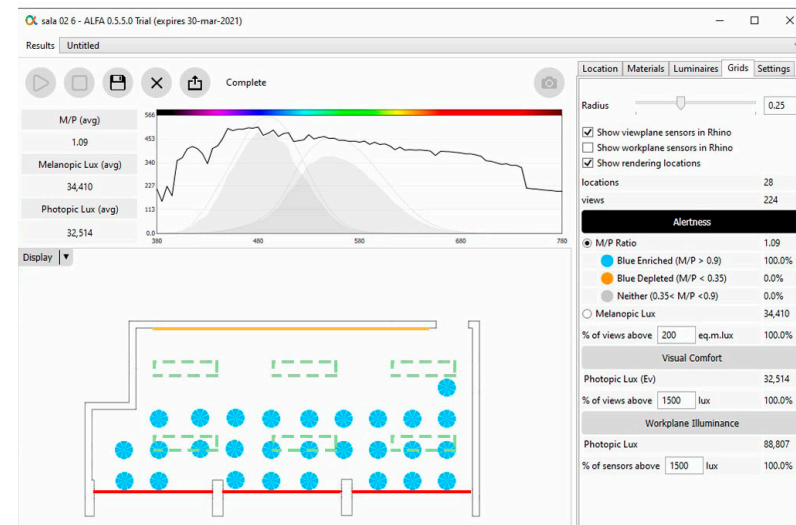 sala 02 6 - ALFA 0.5.5.0 Trial (expires 30-mar-2021)
Results Untitled
Complete
M/P (avg)
1.09
Melanopic Lux (avg)
34,410
Photopic Lux (avg)
32,514
566
453
340
227
113
0.0
380 480 580 680 780
Display
Location Materials Luminaires Grids Settings
Radius 0.25
Show viewplane sensors in Rhino
Show workplane sensors in Rhino
Show rendering locations
locations 28
views 224
Alertness
M/P Ratio 1.09
Blue Enriched (M/P > 0.9) 100.0%
Blue Depleted (M/P < 0.35) 0.0%
Neither (0.35< M/P <0.9) 0.0%
Melanopic Lux 34,410
% of views above 200 eq.m.lux 100.0%
Visual Comfort
Photopic Lux (Ev) 32,514
% of views above 1500 lux 100.0%
Workplane Illuminance
Photopic Lux 88,807
% of sensors above 1500 lux 100.0%